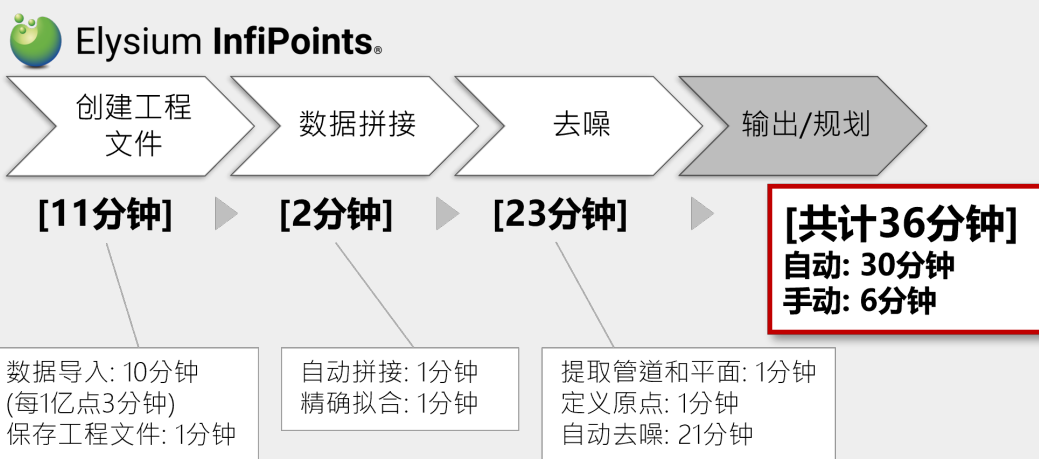 Elysium InfiPoints®
创建工程
文件
数据拼接
去噪
输出/规划
[11分钟]
[2分钟]
[23分钟]
[共计36分钟]
自动: 30分钟
手动: 6分钟
数据导入: 10分钟
(每1亿点3分钟)
保存工程文件: 1分钟
自动拼接: 1分钟
精确拟合: 1分钟
提取管道和平面: 1分钟
定义原点: 1分钟
自动去噪: 21分钟